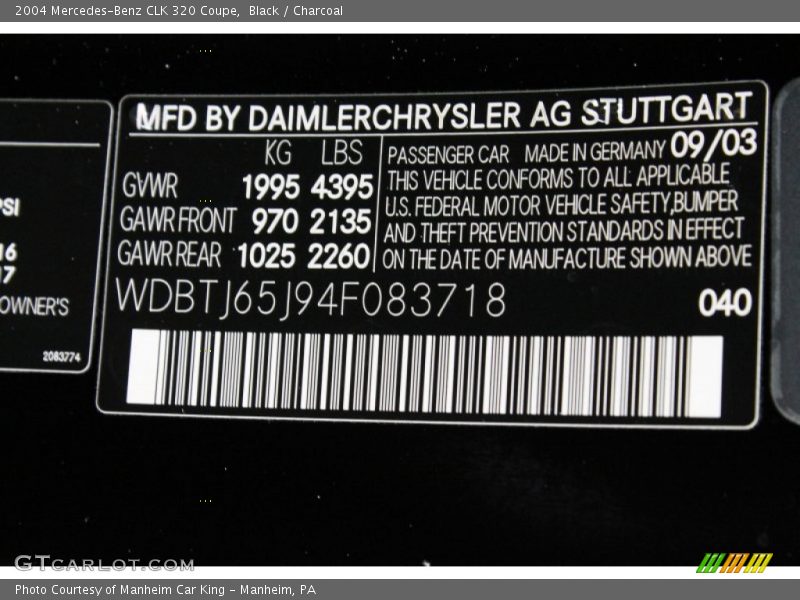 2004 Mercedes-Benz CLK 320 Coupe, Black / Charcoal
MFD BY DAIMLERCHRYSLER AG STUTTGART
KG LBS
GVWR 1995 4395
GAWR FRONT 970 2135
GAWR REAR 1025 2260
PASSENGER CAR MADE IN GERMANY 09/03
THIS VEHICLE CONFORMS TO ALL APPLICABLE
U.S. FEDERAL MOTOR VEHICLE SAFETY,BUMPER
AND THEFT PREVENTION STANDARDS IN EFFECT
ON THE DATE OF MANUFACTURE SHOWN ABOVE
WDBTJ65J94F083718
040
PSI
16
17
OWNER'S
2083774
GTCARLOT.COM
Photo Courtesy of Manheim Car King - Manheim, PA